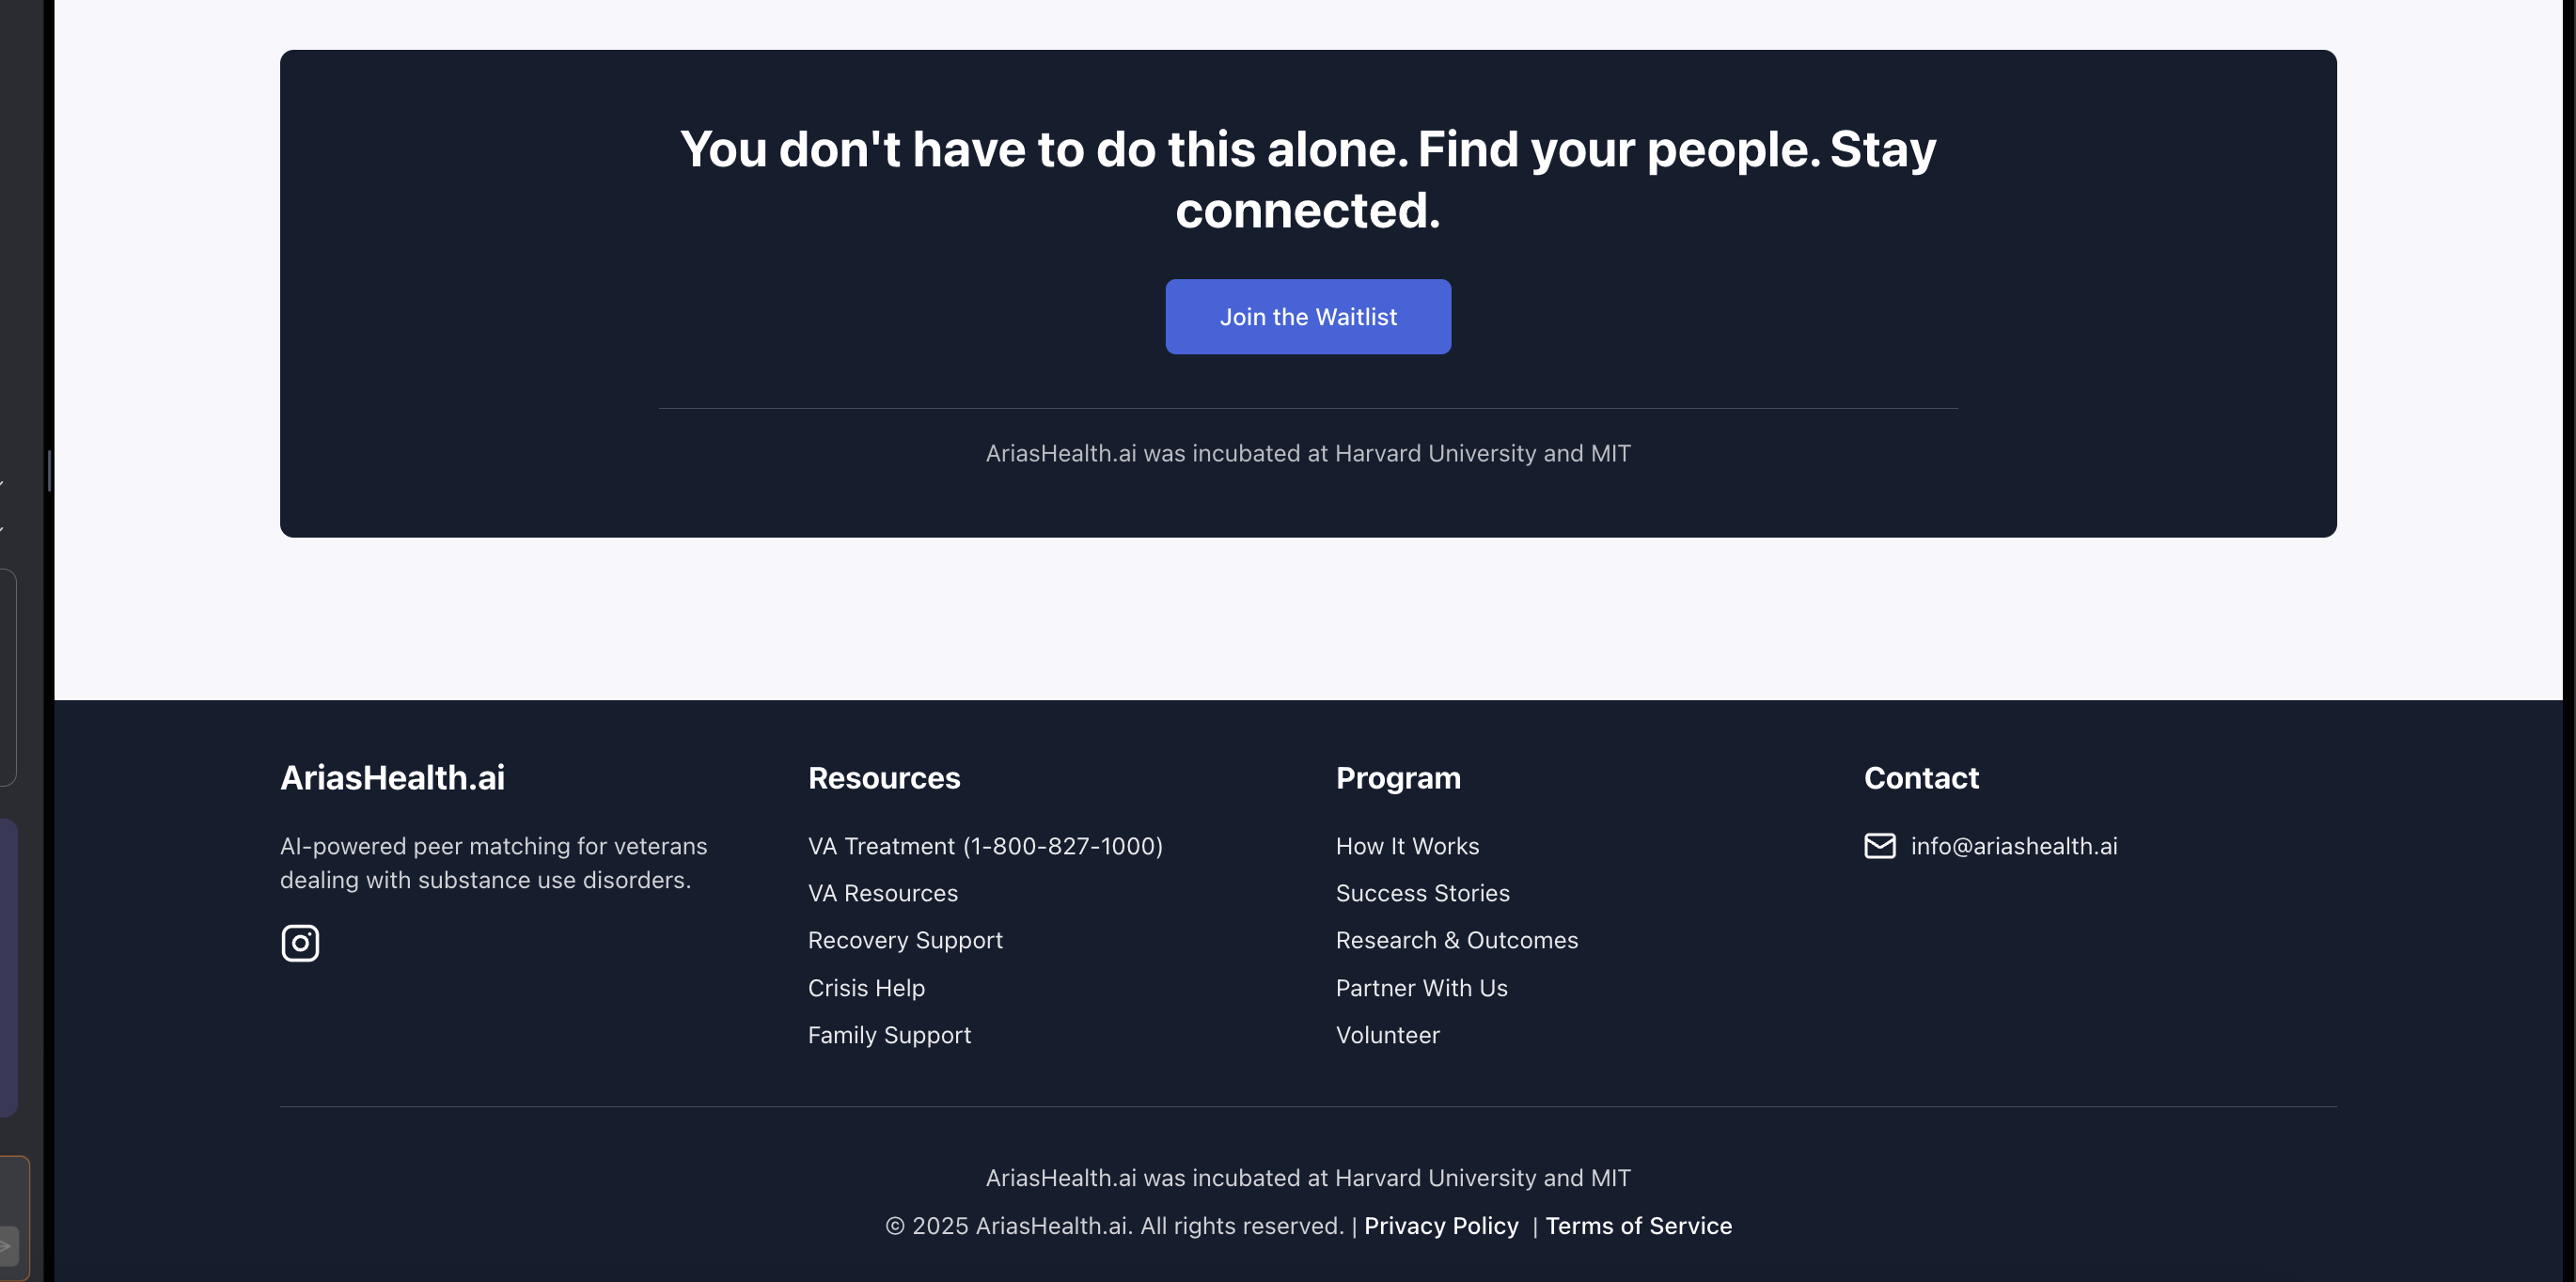 You don't have to do this alone. Find your people. Stay
connected.
Join the Waitlist
AriasHealth.ai was incubated at Harvard University and MIT
AriasHealth.ai
AI-powered peer matching for veterans
dealing with substance use disorders.
Resources
VA Treatment (1-800-827-1000)
VA Resources
Recovery Support
Crisis Help
Family Support
Program
How It Works
Success Stories
Research & Outcomes
Partner With Us
Volunteer
Contact
info@ariashealth.ai
AriasHealth.ai was incubated at Harvard University and MIT
© 2025 AriasHealth.ai. All rights reserved. | Privacy Policy | Terms of Service